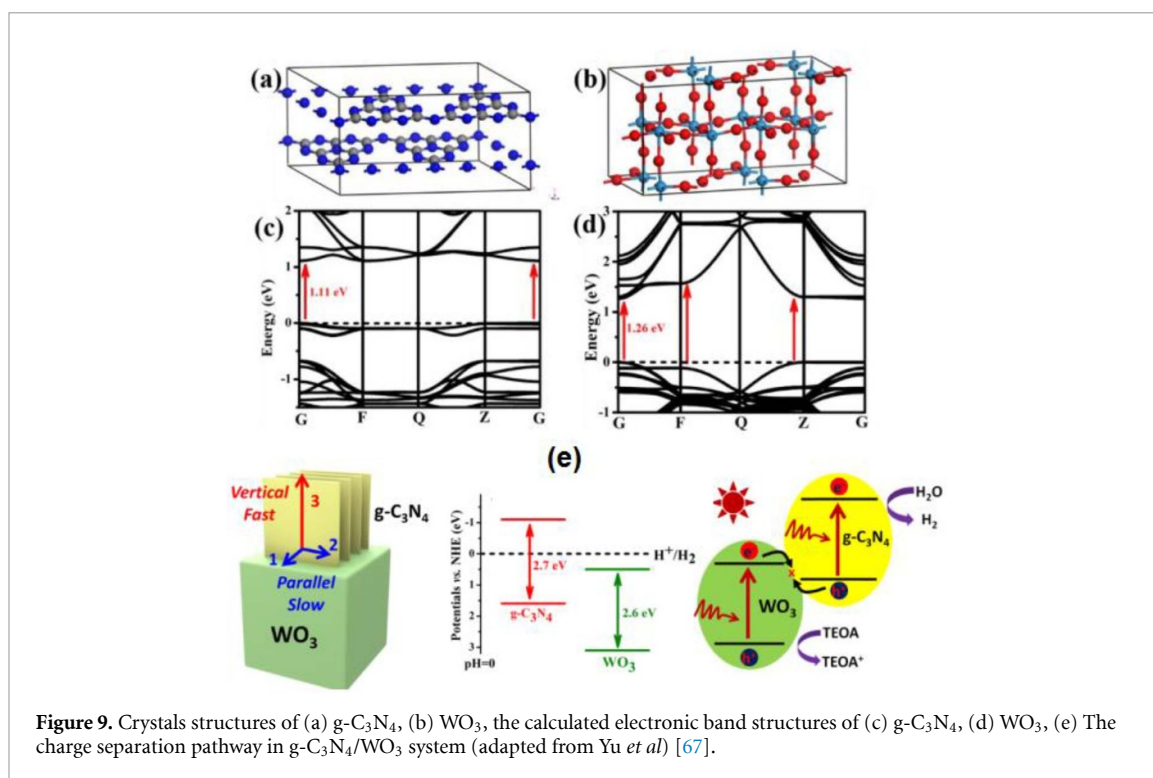 (a)
(b)
(c)
2
1
0
-1
Energy (eV)
1.11 eV
G F Q Z G
(d)
3
2
1
0
-1
Energy (eV)
1.26 eV
G F Q Z G
(e)
Vertical
Fast
3
g-C₃N₄
1
2
Parallel
Slow
WO₃
Potentials vs. NHE (eV)
-1
0
1
2
3
pH=0
H⁺/H₂
2.7 eV
g-C₃N₄
2.6 eV
WO₃
e⁻
H₂O
H₂
g-C₃N₄
e⁻
x
h⁺
WO₃
TEOA
TEOA⁺
h⁺
Figure 9. Crystals structures of (a) g-C₃N₄, (b) WO₃, the calculated electronic band structures of (c) g-C₃N₄, (d) WO₃, (e) The
charge separation pathway in g-C₃N₄/WO₃ system (adapted from Yu et al) [67].